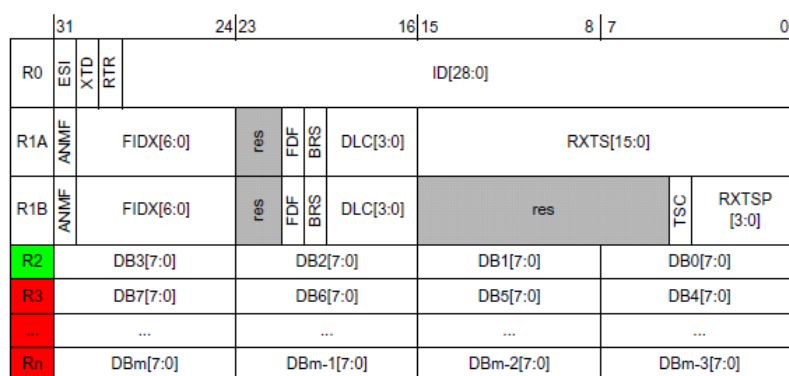 31 24 23 16 15 8 7 0
R0 ESI XTD RTR ID[28:0]
R1A ANMF FIDX[6:0] res FDF BRS DLC[3:0] RXTS[15:0]
R1B ANMF FIDX[6:0] res FDF BRS DLC[3:0] res TSC RXTSP
[3:0]
R2 DB3[7:0] DB2[7:0] DB1[7:0] DB0[7:0]
R3 DB7[7:0] DB6[7:0] DB5[7:0] DB4[7:0]
... ... ... ... ...
Rn DBm[7:0] DBm-1[7:0] DBm-2[7:0] DBm-3[7:0]